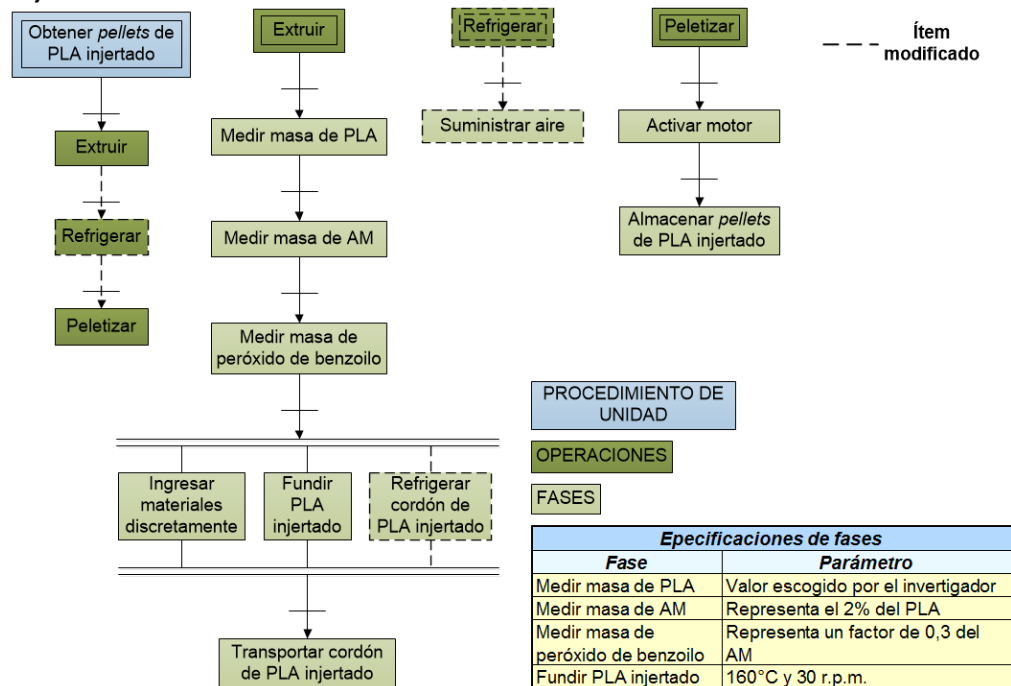 Obtener pellets de
PLA injertado
Extruir
Refrigerar
Peletizar
Ítem
modificado
Extruir
Refrigerar
Peletizar
Medir masa de PLA
Medir masa de AM
Medir masa de
peróxido de benzoilo
Ingresar
materiales
discretamente
Fundir
PLA
injertado
Refrigerar
cordón de
PLA injertado
Transportar cordón
de PLA injertado
Suministrar aire
Activar motor
Almacenar pellets
de PLA injertado
PROCEDIMIENTO DE
UNIDAD
OPERACIONES
FASES
Epecificaciones de fases
Fase Parámetro
Medir masa de PLA Valor escogido por el invertigador
Medir masa de AM Representa el 2% del PLA
Medir masa de Representa un factor de 0,3 del
peróxido de benzoilo AM
Fundir PLA injertado 160°C y 30 r.p.m.